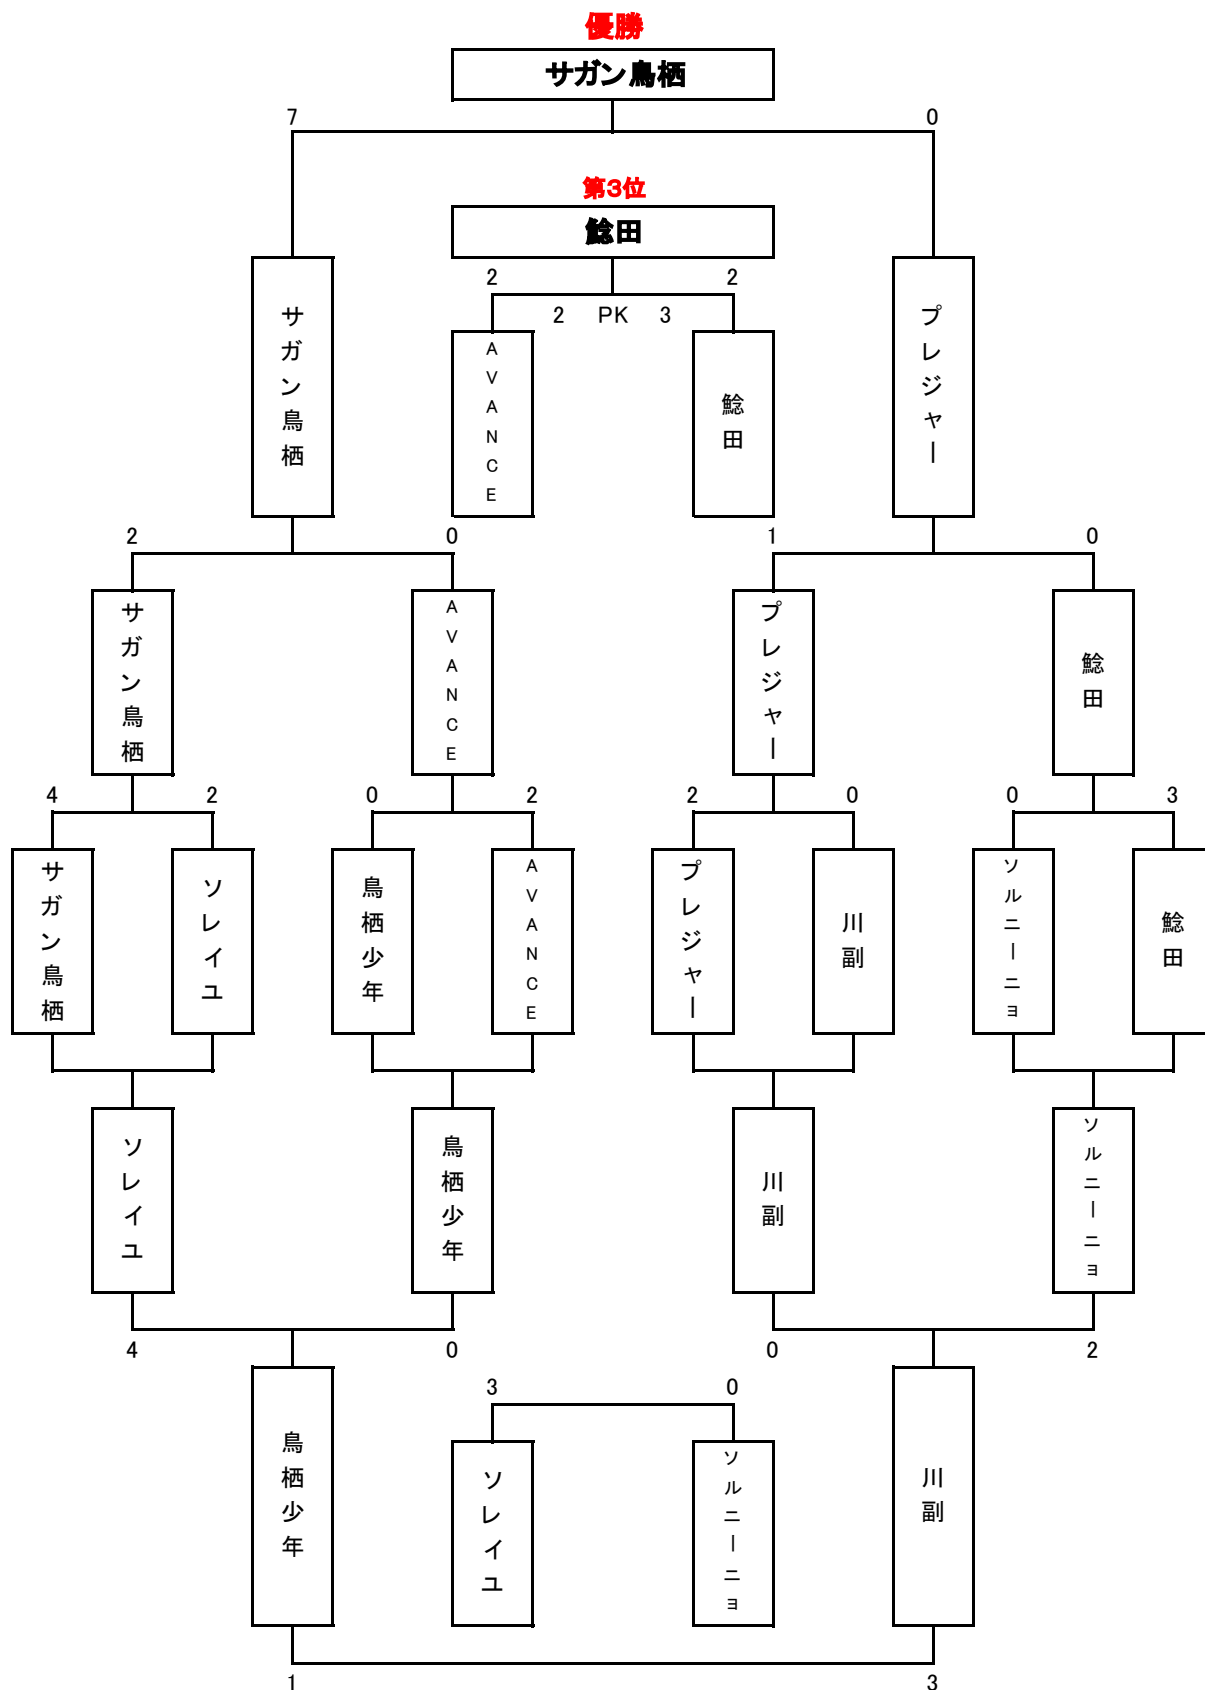 優勝
サガン鳥栖
7 0
第3位
鯰田
2 2
2 PK 3
サガン鳥栖
AVANCE
鯰田
プレジャー
2 0 1 0
サガン鳥栖
AVANCE
プレジャー
鯰田
4 2 0 2 2 0 0 3
サガン鳥栖
ソレイユ
鳥栖少年
AVANCE
プレジャー
川副
ソルニーニョ
鯰田
ソレイユ
鳥栖少年
川副
ソルニーニョ
4 0 0 2
3 0
鳥栖少年
ソレイユ
ソルニーニョ
川副
1 3